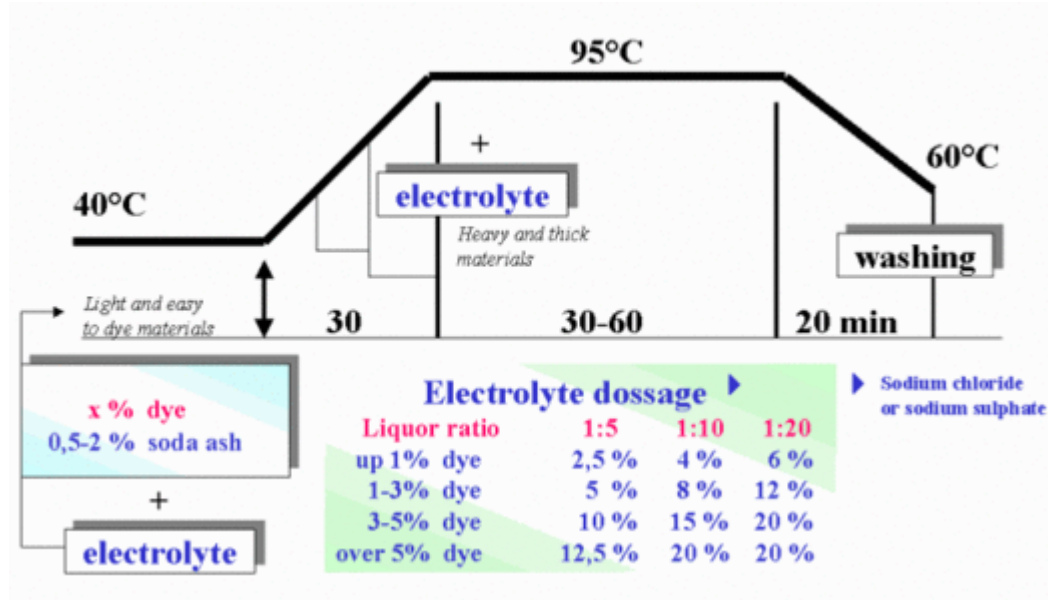 95°C
+
60°C
electrolyte
40°C
Heavy and thick
materials
washing
Light and easy
to dye materials
30
30-60
20 min
x % dye
0,5-2 % soda ash
+
electrolyte
Electrolyte dossage
Liquor ratio 1:5 1:10 1:20
up 1% dye 2,5 % 4 % 6 %
1-3% dye 5 % 8 % 12 %
3-5% dye 10 % 15 % 20 %
over 5% dye 12,5 % 20 % 20 %
Sodium chloride
or sodium sulphate